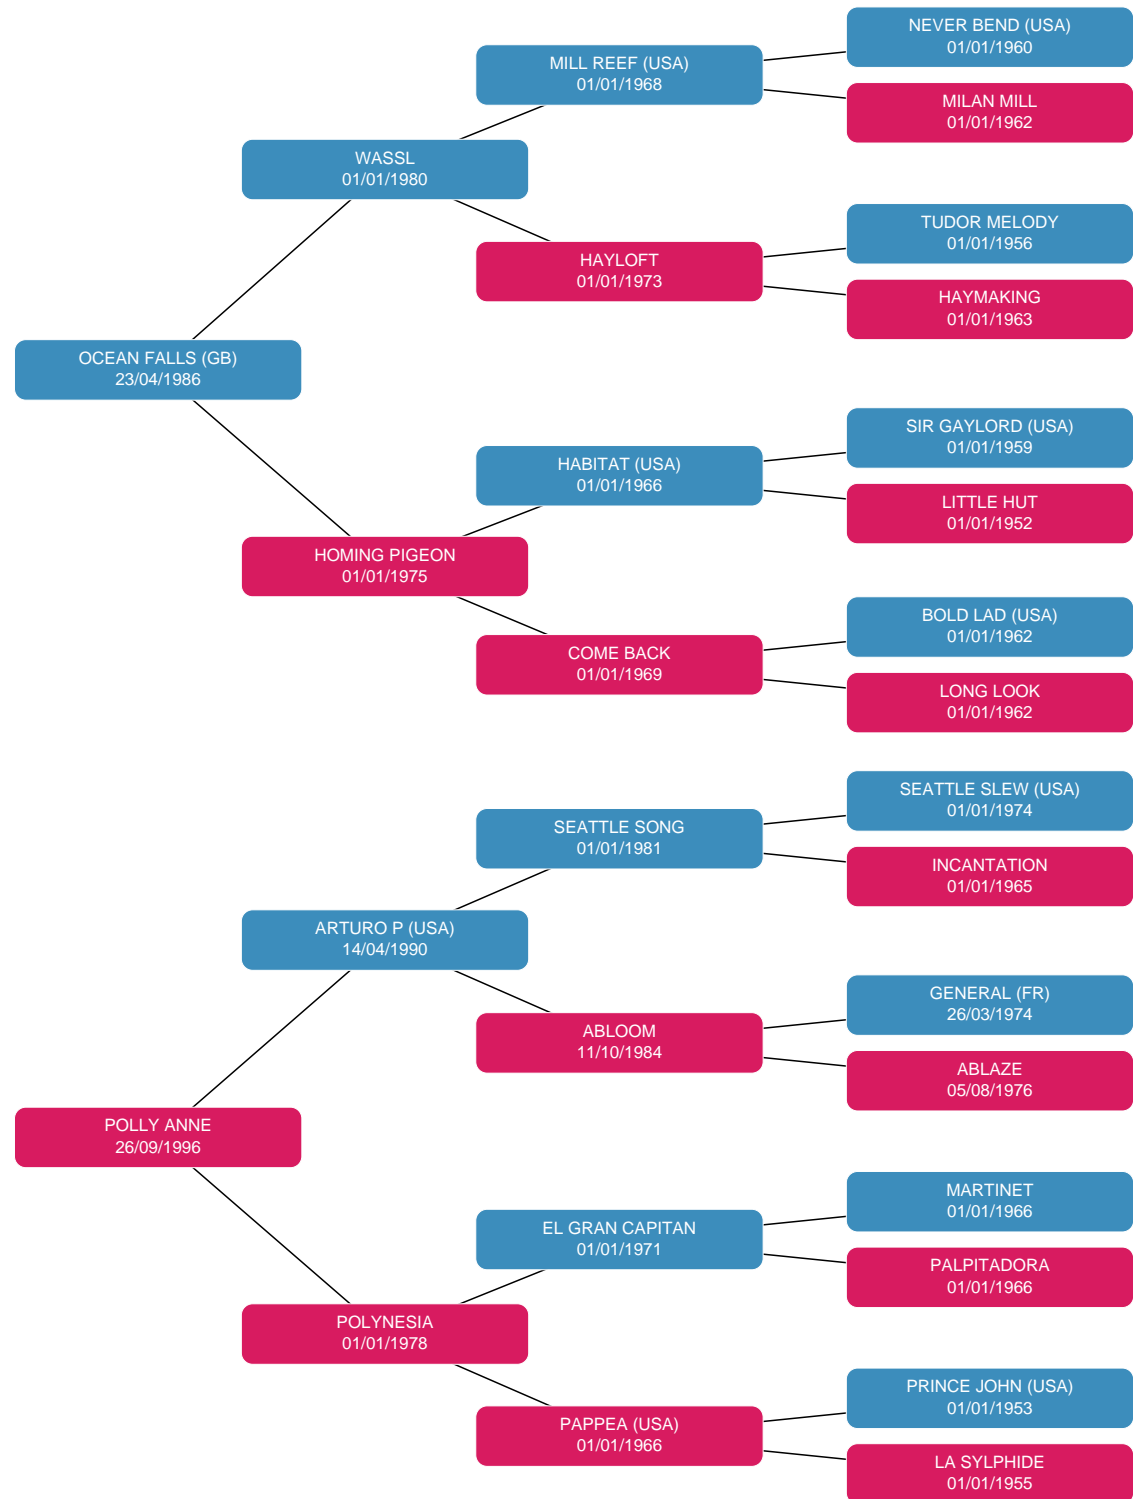 NEVER BEND (USA)
01/01/1960
MILL REEF (USA)
01/01/1968
MILAN MILL
01/01/1962
WASSL
01/01/1980
TUDOR MELODY
01/01/1956
HAYLOFT
01/01/1973
HAYMAKING
01/01/1963
OCEAN FALLS (GB)
23/04/1986
SIR GAYLORD (USA)
01/01/1959
HABITAT (USA)
01/01/1966
LITTLE HUT
01/01/1952
HOMING PIGEON
01/01/1975
BOLD LAD (USA)
01/01/1962
COME BACK
01/01/1969
LONG LOOK
01/01/1962
SEATTLE SLEW (USA)
01/01/1974
SEATTLE SONG
01/01/1981
INCANTATION
01/01/1965
ARTURO P (USA)
14/04/1990
GENERAL (FR)
26/03/1974
ABLOOM
11/10/1984
ABLAZE
05/08/1976
POLLY ANNE
26/09/1996
MARTINET
01/01/1966
EL GRAN CAPITAN
01/01/1971
PALPITADORA
01/01/1966
POLYNESIA
01/01/1978
PRINCE JOHN (USA)
01/01/1953
PAPPEA (USA)
01/01/1966
LA SYLPHIDE
01/01/1955